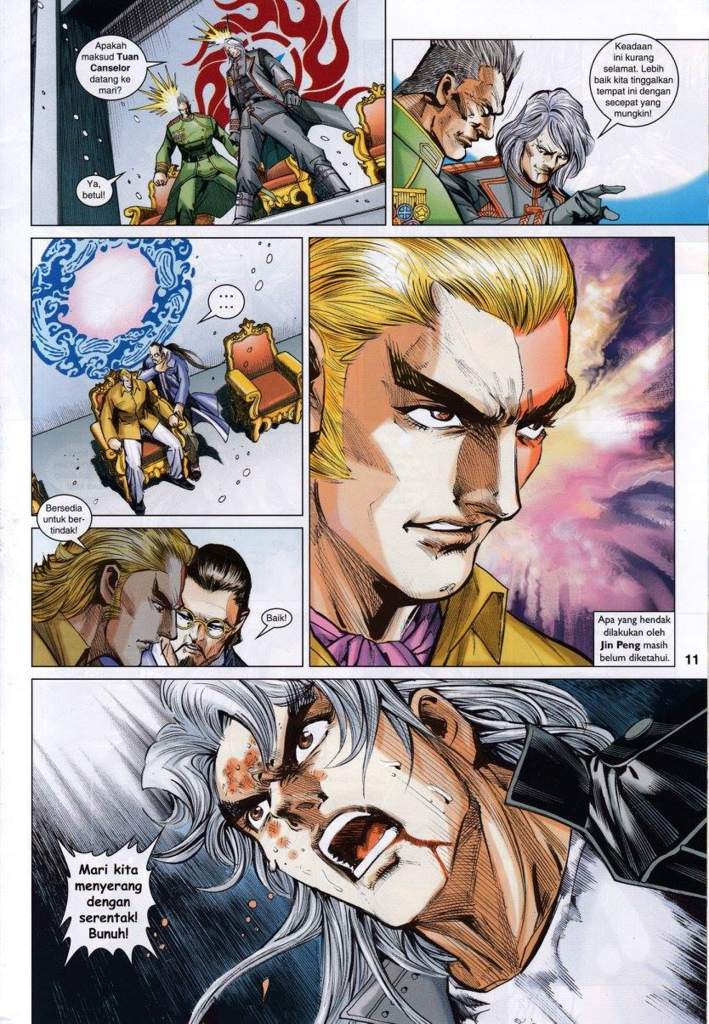 Apakah
maksud Tuan
Canselor
datang ke
mari?
Ya,
betul!
Keadaan
ini kurang
selamat. Lebih
baik kita tinggalkan
tempat ini dengan
secepat yang
mungkin!
...
...
Bersedia
untuk ber-
tindak!
Baik!
Apa yang hendak
dilakukan oleh
Jin Peng masih
belum diketahui.
11
Mari kita
menyerang
dengan
serentak!
Bunuh!